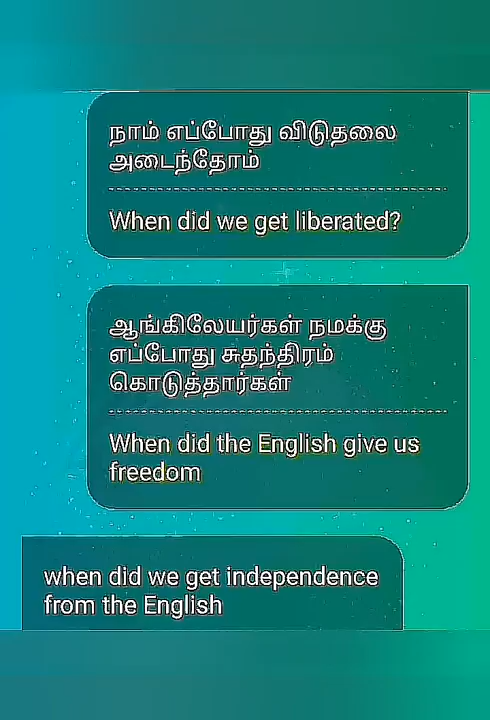 நாம் எப்போது விடுதலை
அடைந்தோம்
When did we get liberated?
ஆங்கிலேயர்கள் நமக்கு
எப்போது சுதந்திரம்
கொடுத்தார்கள்
When did the English give us
freedom
when did we get independence
from the English